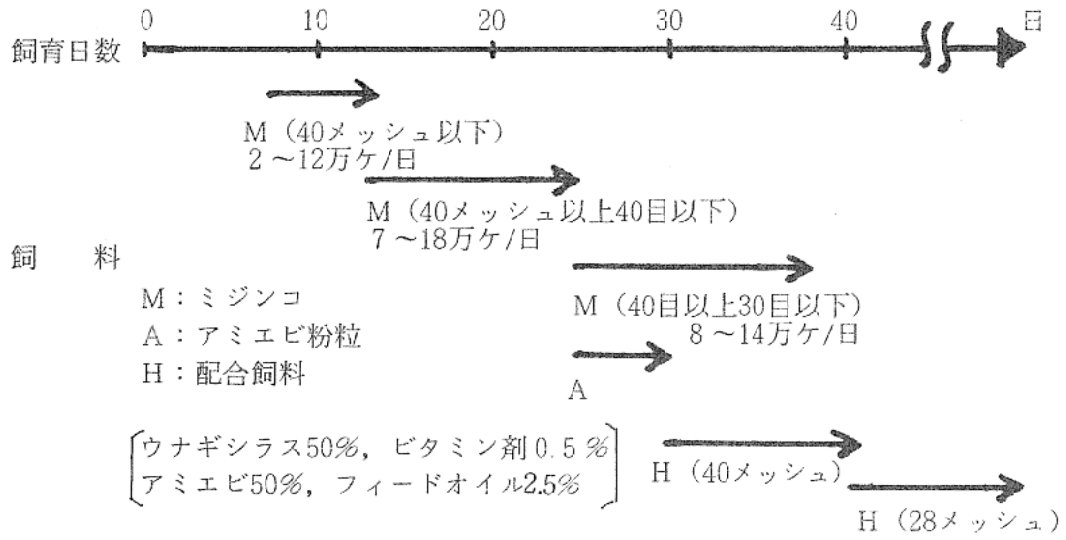 0 10 20 30 40 日
飼育日数
M（40メッシュ以下）
2～12万ケ/日
M（40メッシュ以上40目以下）
7～18万ケ/日
飼　料
M：ミジンコ
A：アミエビ粉粒
H：配合飼料
M（40目以上30目以下）
8～14万ケ/日
A
ウナギシラス50%，ビタミン剤0.5%
アミエビ50%，フィードオイル2.5%
H（40メッシュ）
H（28メッシュ）